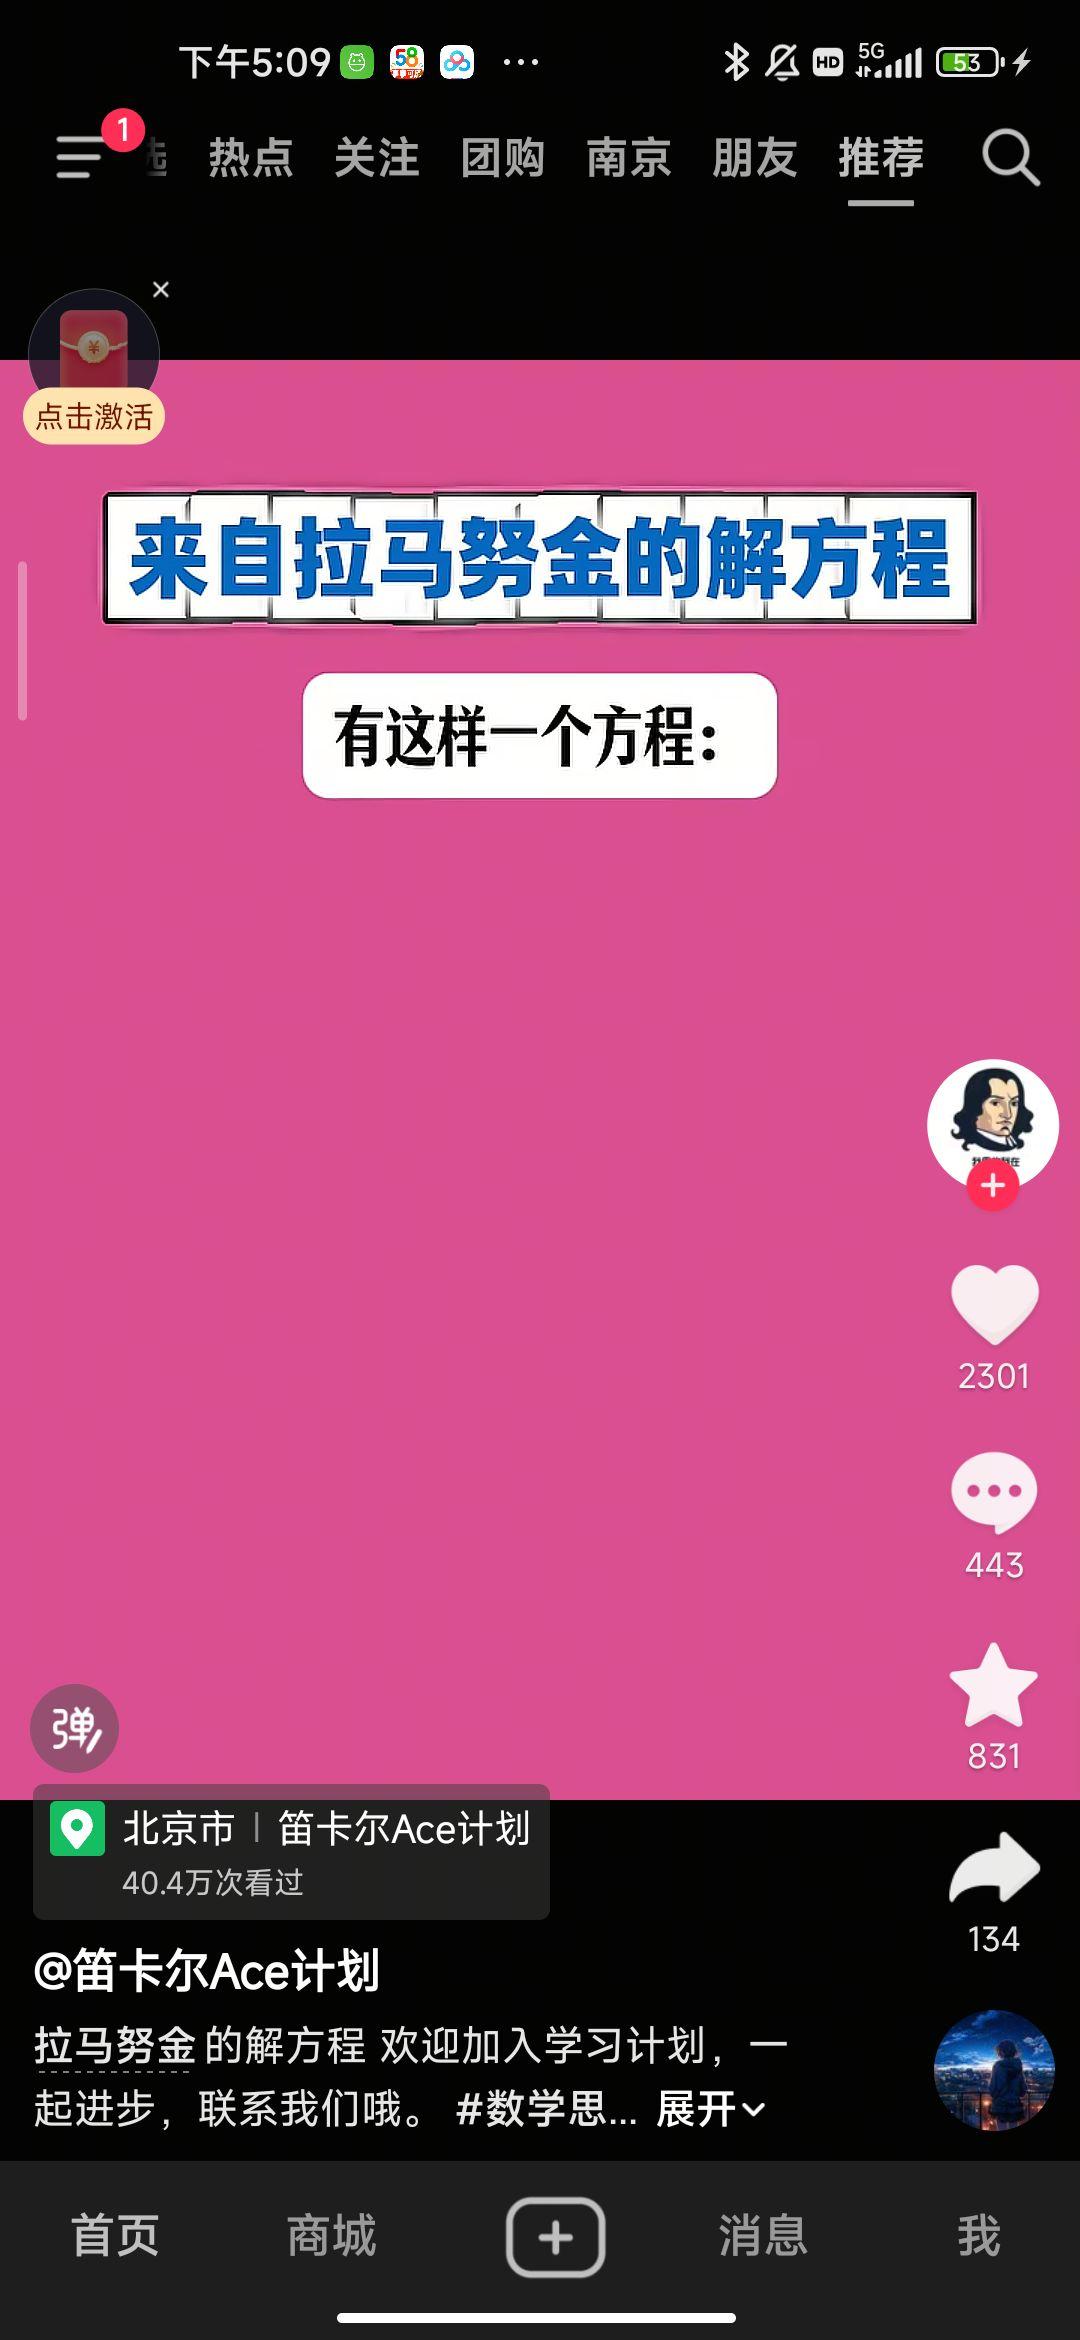 下午5:09
58
HD
5G
53
1
热点 关注 团购 南京 朋友 推荐
点击激活
来自拉马努金的解方程
有这样一个方程：
2301
443
831
弹
北京市 | 笛卡尔Ace计划
40.4万次看过
134
@笛卡尔Ace计划
拉马努金的解方程 欢迎加入学习计划，一
起进步，联系我们哦。 #数学思... 展开
首页 商城 消息 我